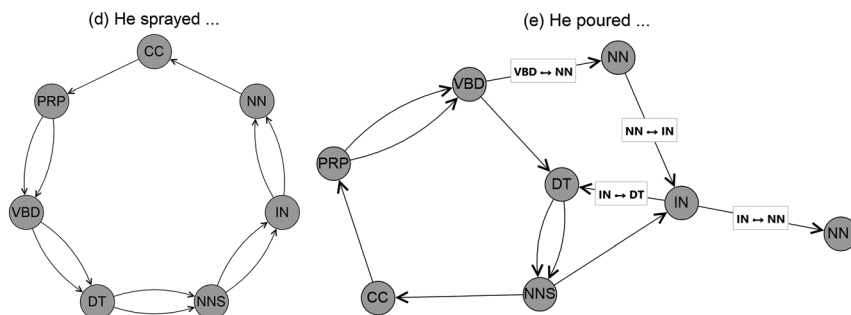 (d) He sprayed ...
CC
PRP
NN
VBD
IN
DT
NNS
(e) He poured ...
NN
VBD
VBD ↔ NN
NN ↔ IN
PRP
DT
IN ↔ DT
IN
IN ↔ NN
NN
CC
NNS